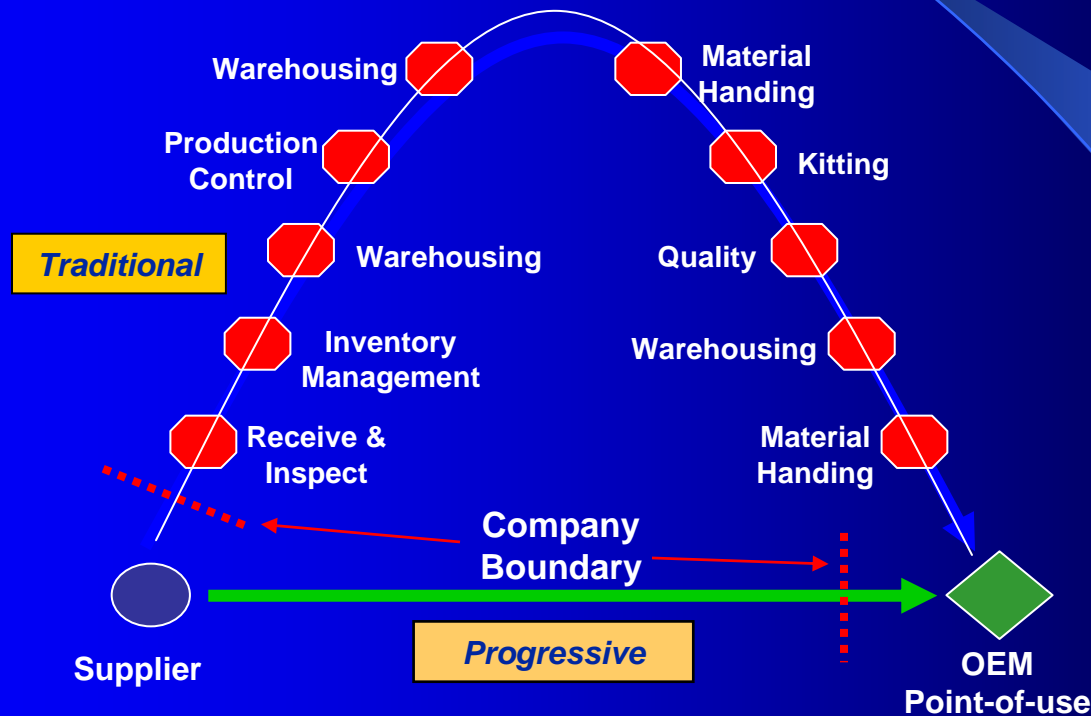 Warehousing
Material
Handing
Production
Control
Kitting
Traditional
Warehousing
Quality
Inventory
Management
Warehousing
Receive &
Inspect
Material
Handing
Company
Boundary
Supplier
Progressive
OEM
Point-of-use